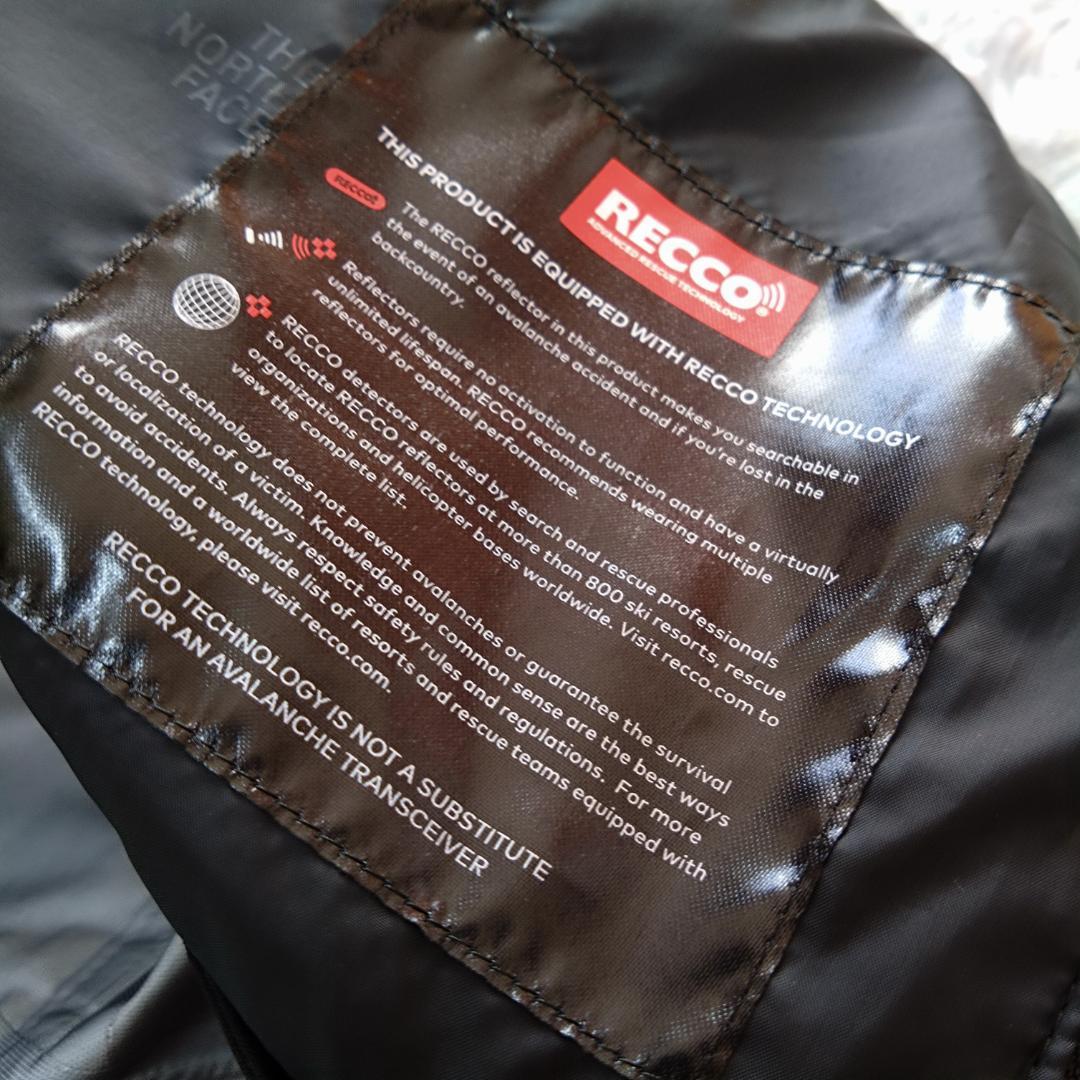 THE
NORTH
FACE
RECCO
ADVANCED RESCUE TECHNOLOGY
THIS PRODUCT IS EQUIPPED WITH RECCO TECHNOLOGY
RECCO
The RECCO reflector in this product makes you searchable in
the event of an avalanche accident and if you're lost in the
backcountry.
Reflectors require no activation to function and have a virtually
unlimited lifespan. RECCO recommends wearing multiple
reflectors for optimal performance.
RECCO detectors are used by search and rescue professionals
to locate RECCO reflectors at more than 800 ski resorts, rescue
organizations and helicopter bases worldwide. Visit recco.com to
view the complete list.
RECCO technology does not prevent avalanches or guarantee the survival
or localization of a victim. Knowledge and common sense are the best ways
to avoid accidents. Always respect safety rules and regulations. For more
information and a worldwide list of resorts and rescue teams equipped with
RECCO technology, please visit recco.com.
RECCO TECHNOLOGY IS NOT A SUBSTITUTE
FOR AN AVALANCHE TRANSCEIVER